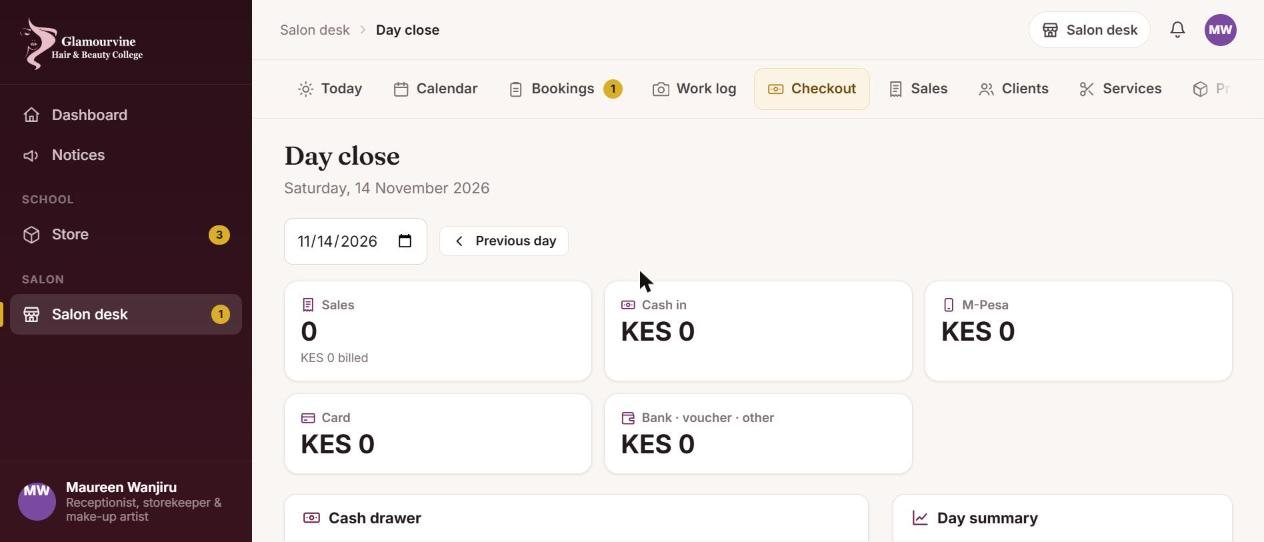 Glamourvine
Hair & Beauty College
Dashboard
Notices
SCHOOL
Store 3
SALON
Salon desk 1
MW
Maureen Wanjiru
Receptionist, storekeeper &
make-up artist
Salon desk > Day close
Salon desk
MW
Today Calendar Bookings 1 Work log Checkout Sales Clients Services Pr
Day close
Saturday, 14 November 2026
11/14/2026
Previous day
Sales
0
KES 0 billed
Cash in
KES 0
M-Pesa
KES 0
Card
KES 0
Bank · voucher · other
KES 0
Cash drawer
Day summary